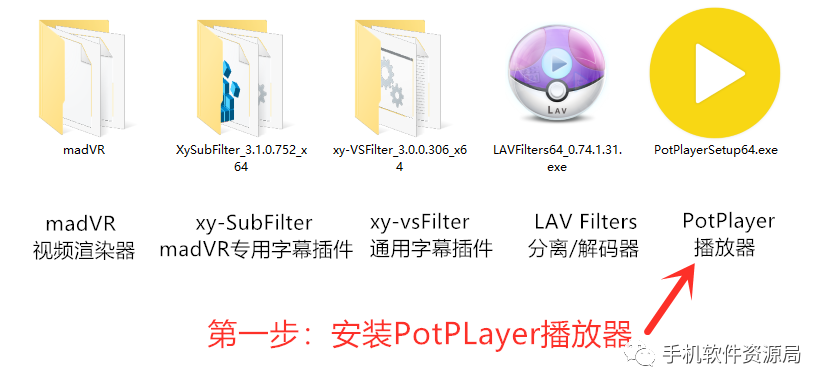 LAV
madVR
XySubFilter_3.1.0.752_x
64
xy-VSFilter_3.0.0.306_x6
4
LAVFilters64_0.74.1.31.
exe
PotPlayerSetup64.exe
madVR
视频渲染器
xy-SubFilter
madVR专用字幕插件
xy-vsFilter
通用字幕插件
LAV Filters
分离/解码器
PotPlayer
播放器
第一步：安装PotPLayer播放器
手机软件资源局